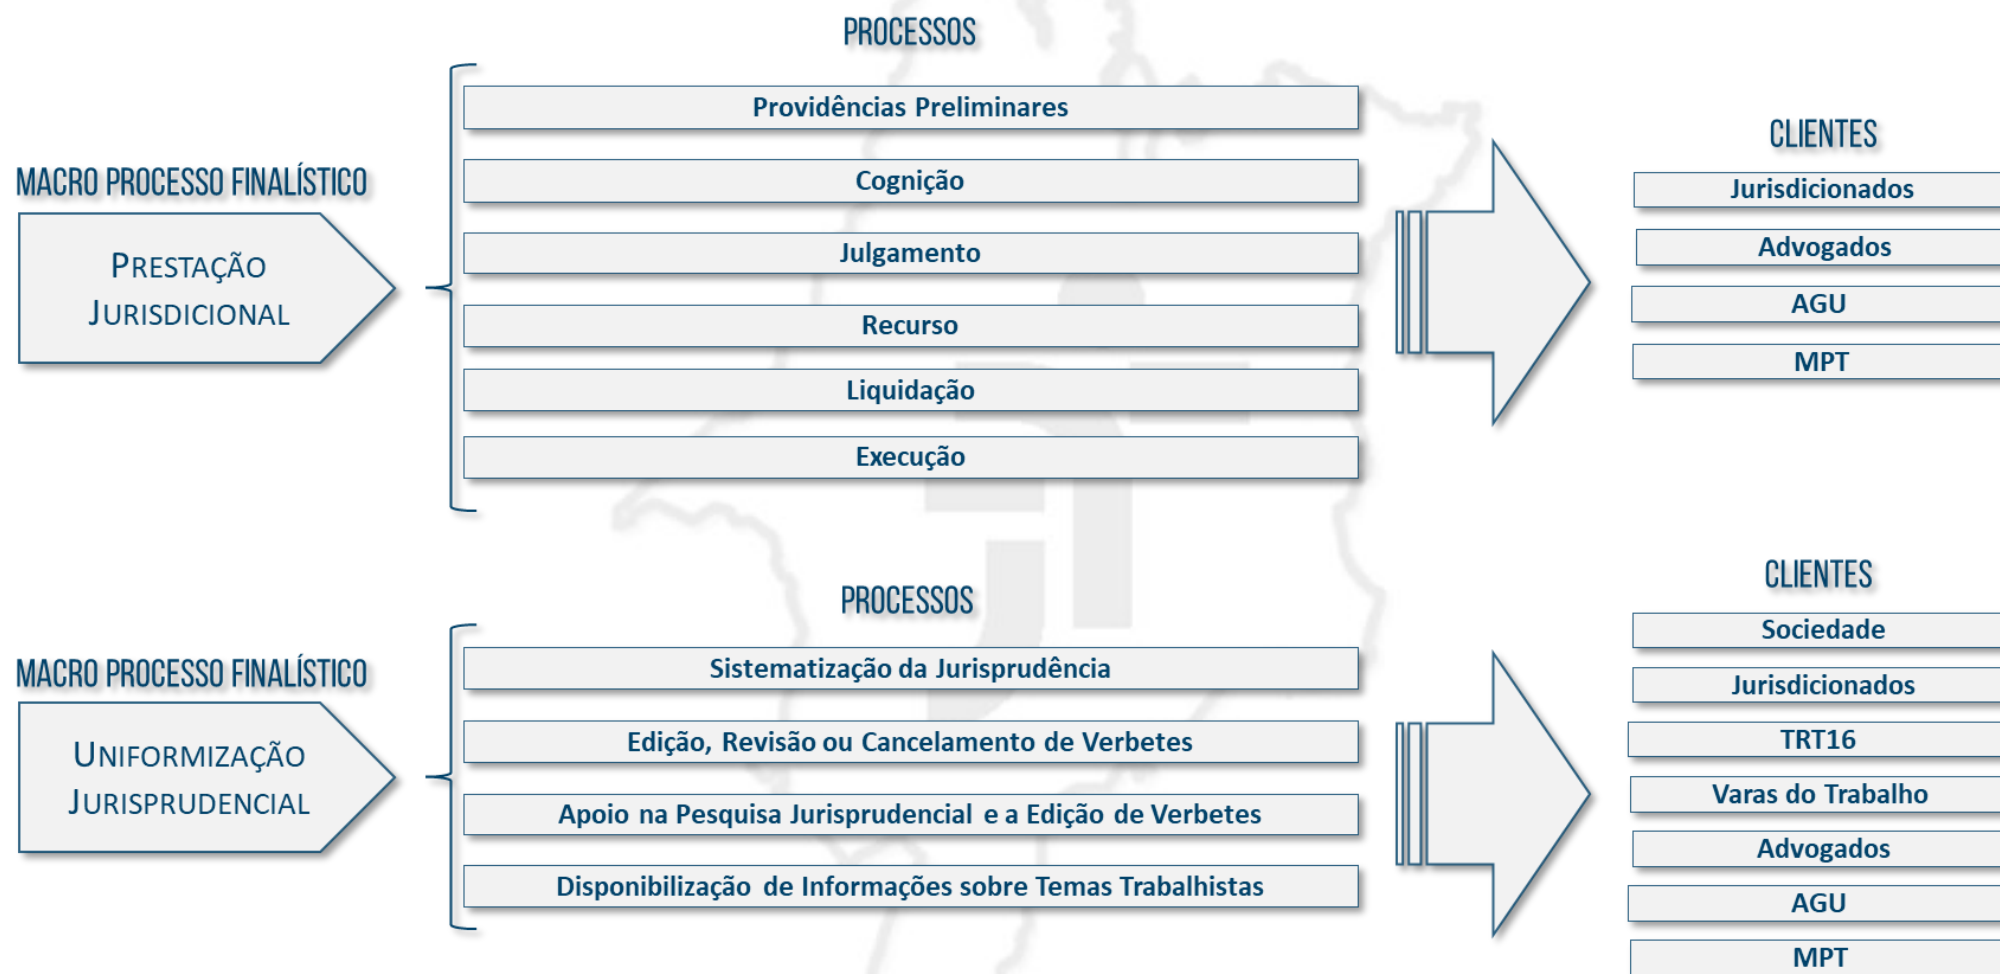 PROCESSOS
Providências Preliminares
Cognição
Julgamento
Recurso
Liquidação
Execução
MACRO PROCESSO FINALÍSTICO
PRESTAÇÃO
JURISDICIONAL
CLIENTES
Jurisdicionados
Advogados
AGU
MPT
PROCESSOS
Sistematização da Jurisprudência
Edição, Revisão ou Cancelamento de Verbetes
Apoio na Pesquisa Jurisprudencial e a Edição de Verbetes
Disponibilização de Informações sobre Temas Trabalhistas
MACRO PROCESSO FINALÍSTICO
UNIFORMIZAÇÃO
JURISPRUDENCIAL
CLIENTES
Sociedade
Jurisdicionados
TRT16
Varas do Trabalho
Advogados
AGU
MPT